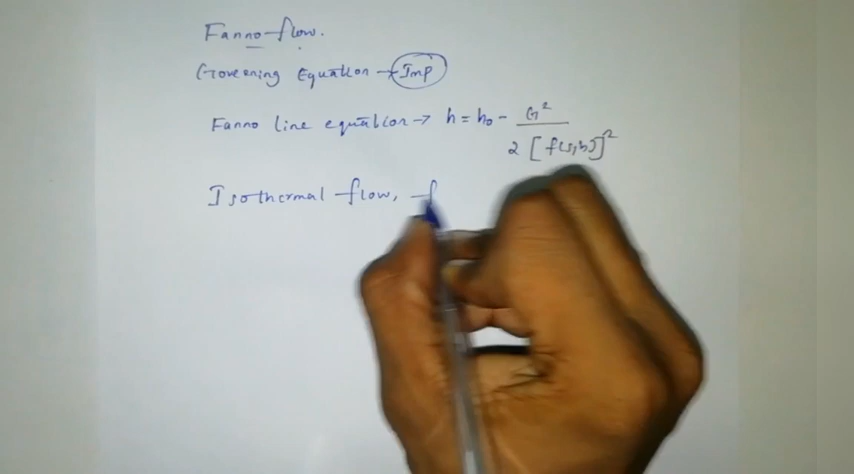 Fanno flow.
Governing Equation → Imp
Fanno line equation → h = h₀ - G² / 2 [f(s,h)]²
Isothermal flow, f